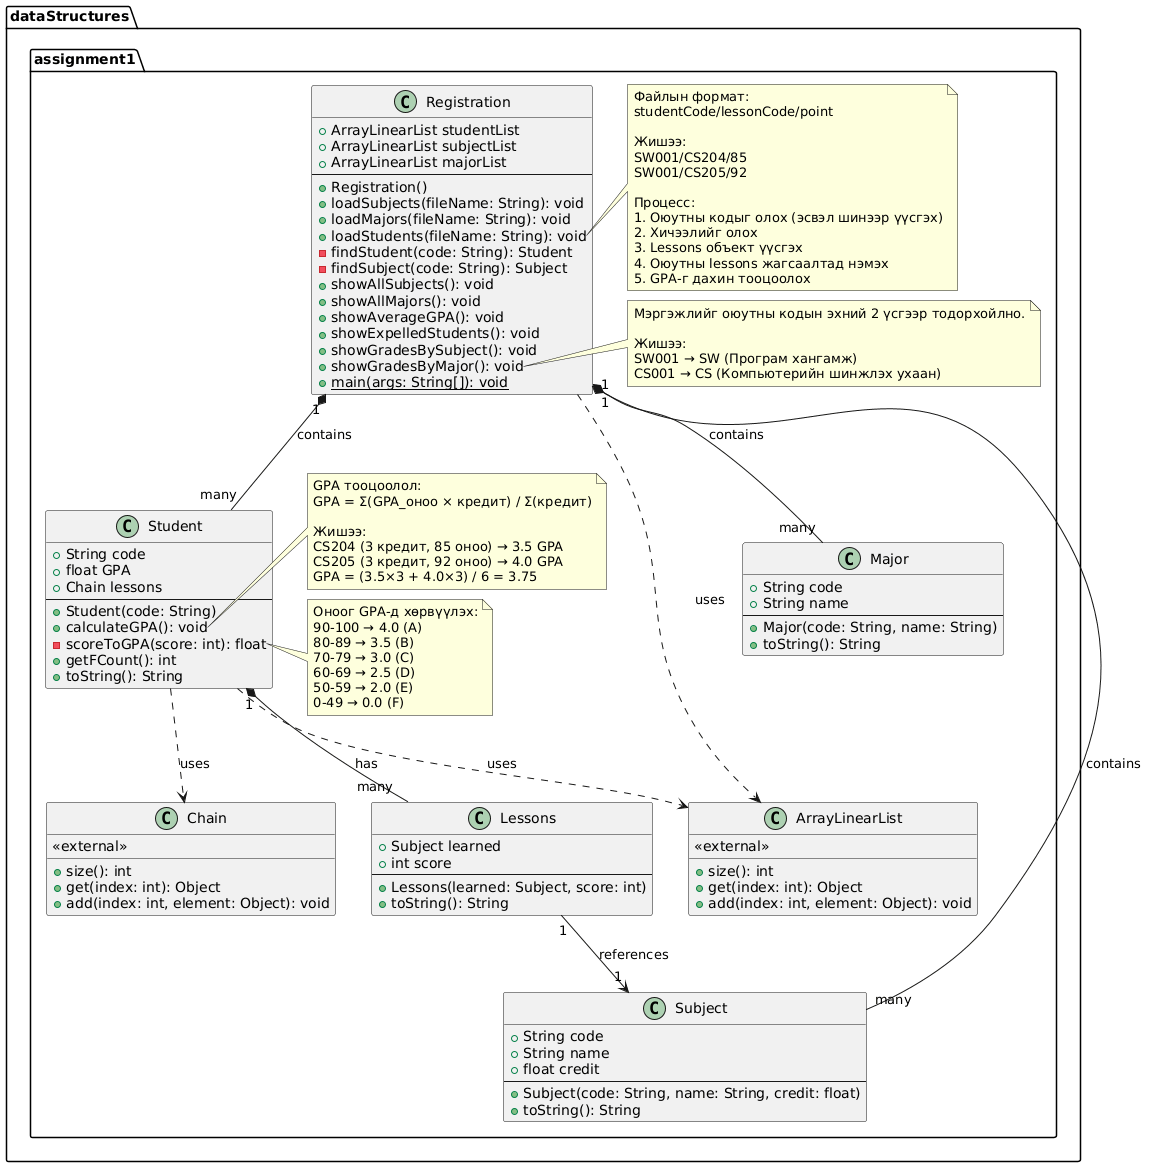 dataStructures
assignment1
C Registration
ArrayLinearList studentList
ArrayLinearList subjectList
ArrayLinearList majorList
Registration()
loadSubjects(fileName: String): void
loadMajors(fileName: String): void
loadStudents(fileName: String): void
findStudent(code: String): Student
findSubject(code: String): Subject
showAllSubjects(): void
showAllMajors(): void
showAverageGPA(): void
showExpelledStudents(): void
showGradesBySubject(): void
showGradesByMajor(): void
main(args: String[]): void
Файлын формат:
studentCode/lessonCode/point
Жишээ:
SW001/CS204/85
SW001/CS205/92
Процесс:
1. Оюутны кодыг олох (эсвэл шинээр үүсгэх)
2. Хичээлийг олох
3. Lessons объект үүсгэх
4. Оюутны lessons жагсаалтад нэмэх
5. GPA-г дахин тооцоолох
Мэргэжлийг оюутны кодын эхний 2 үсгээр тодорхойлно.
Жишээ:
SW001 → SW (Програм хангамж)
CS001 → CS (Компьютерийн шинжлэх ухаан)
1
1
1
contains
contains
many
many
C Student
String code
float GPA
Chain lessons
Student(code: String)
calculateGPA(): void
scoreToGPA(score: int): float
getFCount(): int
toString(): String
GPA тооцоолол:
GPA = Σ(GPA_оноо × кредит) / Σ(кредит)
Жишээ:
CS204 (3 кредит, 85 оноо) → 3.5 GPA
CS205 (3 кредит, 92 оноо) → 4.0 GPA
GPA = (3.5×3 + 4.0×3) / 6 = 3.75
Оноог GPA-д хөрвүүлэх:
90-100 → 4.0 (A)
80-89 → 3.5 (B)
70-79 → 3.0 (C)
60-69 → 2.5 (D)
50-59 → 2.0 (E)
0-49 → 0.0 (F)
uses
C Major
String code
String name
Major(code: String, name: String)
toString(): String
1
uses
has
many
uses
contains
C Chain
«external»
size(): int
get(index: int): Object
add(index: int, element: Object): void
C Lessons
Subject learned
int score
Lessons(learned: Subject, score: int)
toString(): String
C ArrayLinearList
«external»
size(): int
get(index: int): Object
add(index: int, element: Object): void
1
references
1
many
C Subject
String code
String name
float credit
Subject(code: String, name: String, credit: float)
toString(): String